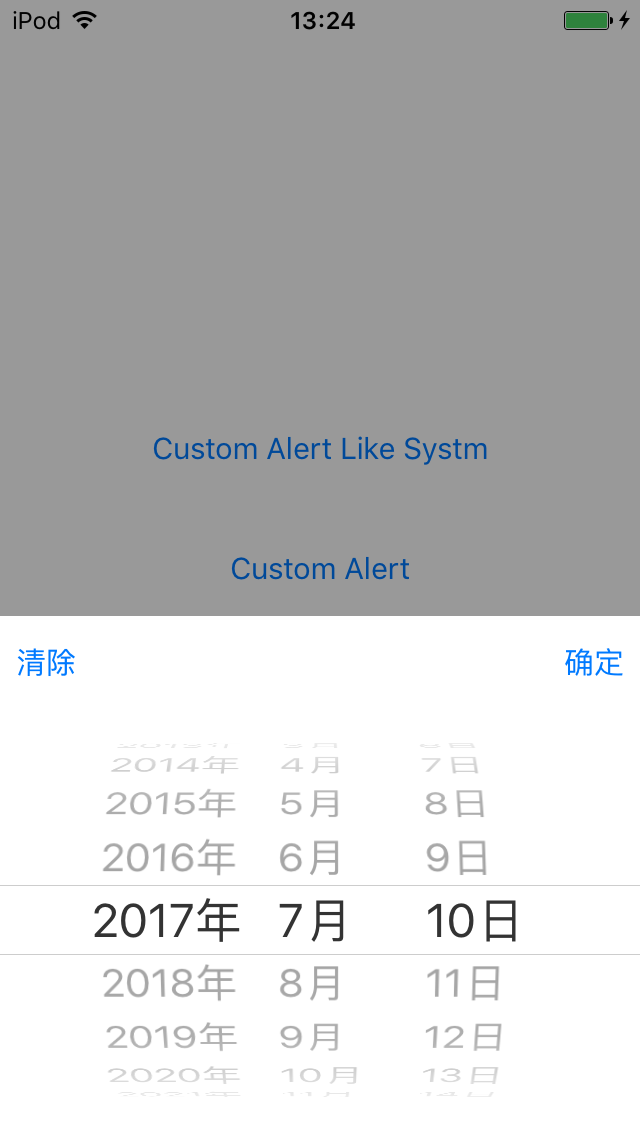 iPod 13:24
Custom Alert Like Systm
Custom Alert
清除 确定
2014年 4月 7日
2015年 5月 8日
2016年 6月 9日
2017年 7月 10日
2018年 8月 11日
2019年 9月 12日
2020年 10月 13日